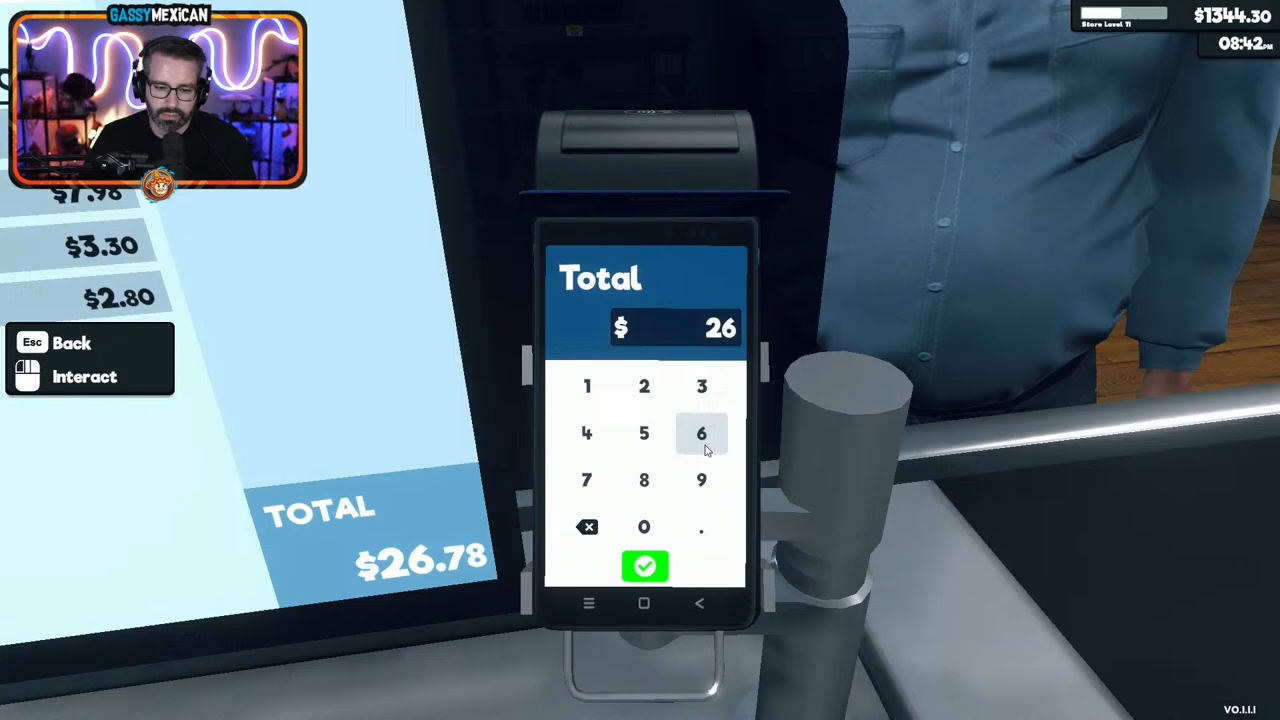 GASSYMEXICAN
$1344.30
Store Level 11
08:42PM
$7.98
$3.30
$2.80
Esc Back
Interact
TOTAL
$26.78
Total
$ 26
1 2 3
4 5 6
7 8 9
0 .
V0.1.1.1